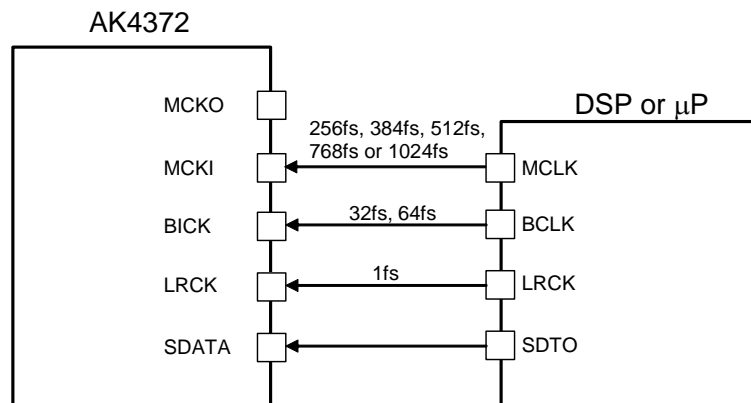 AK4372
DSP or μP
MCKO
256fs, 384fs, 512fs,
768fs or 1024fs
MCKI
MCLK
BICK
32fs, 64fs
BCLK
LRCK
1fs
LRCK
SDATA
SDTO